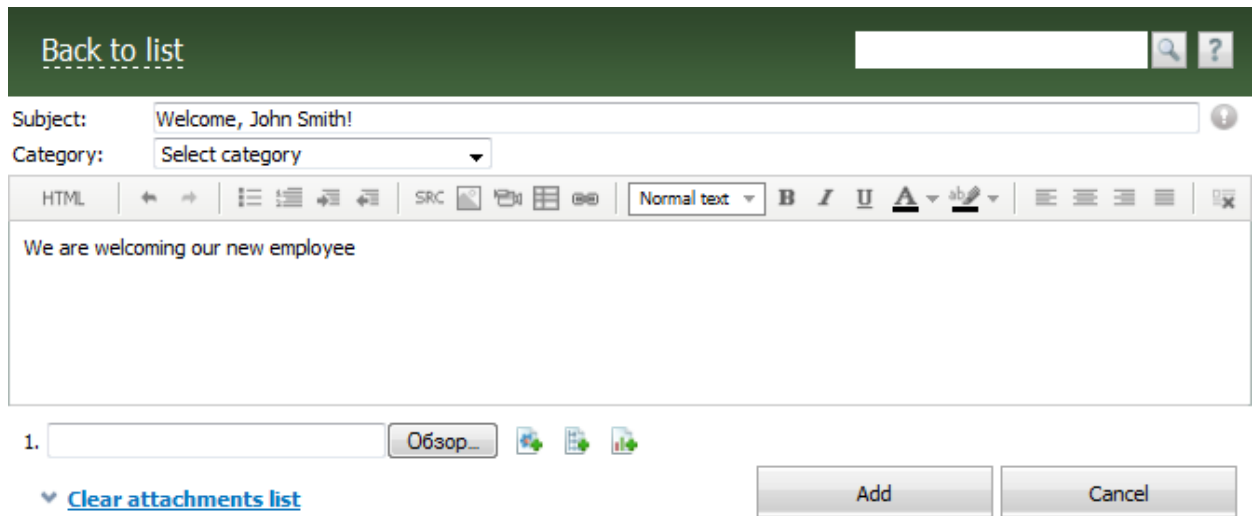 Back to list
?
Subject: Welcome, John Smith!
Category: Select category
HTML SRC Normal text B I U A ab
We are welcoming our new employee
1. Обзор...
Clear attachments list Add Cancel